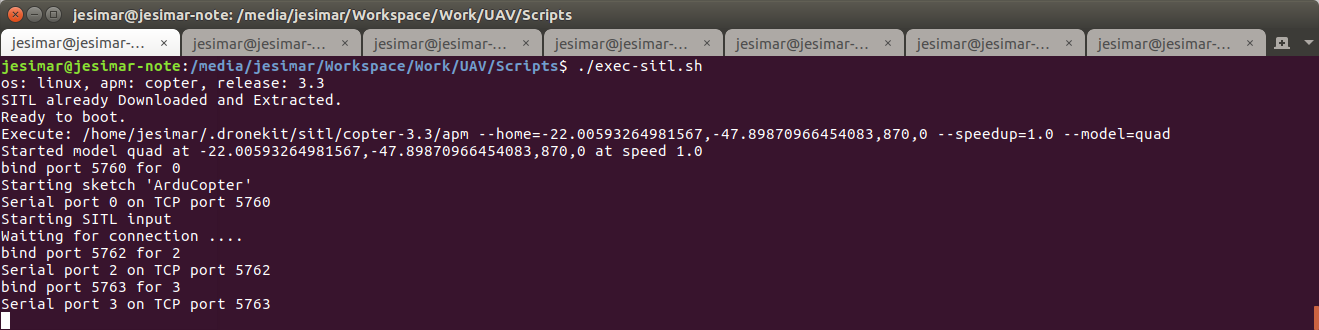 jesimar@jesimar-note: /media/jesimar/Workspace/Work/UAV/Scripts
jesimar@jesimar-... × jesimar@jesimar-... × jesimar@jesimar-... × jesimar@jesimar-... × jesimar@jesimar-... × jesimar@jesimar-... × jesimar@jesimar-... ×
jesimar@jesimar-note:/media/jesimar/Workspace/Work/UAV/Scripts$ ./exec-sitl.sh
os: linux, apm: copter, release: 3.3
SITL already Downloaded and Extracted.
Ready to boot.
Execute: /home/jesimar/.dronekit/sitl/copter-3.3/apm --home=-22.00593264981567,-47.89870966454083,870,0 --speedup=1.0 --model=quad
Started model quad at -22.00593264981567,-47.89870966454083,870,0 at speed 1.0
bind port 5760 for 0
Starting sketch 'ArduCopter'
Serial port 0 on TCP port 5760
Starting SITL input
Waiting for connection ....
bind port 5762 for 2
Serial port 2 on TCP port 5762
bind port 5763 for 3
Serial port 3 on TCP port 5763